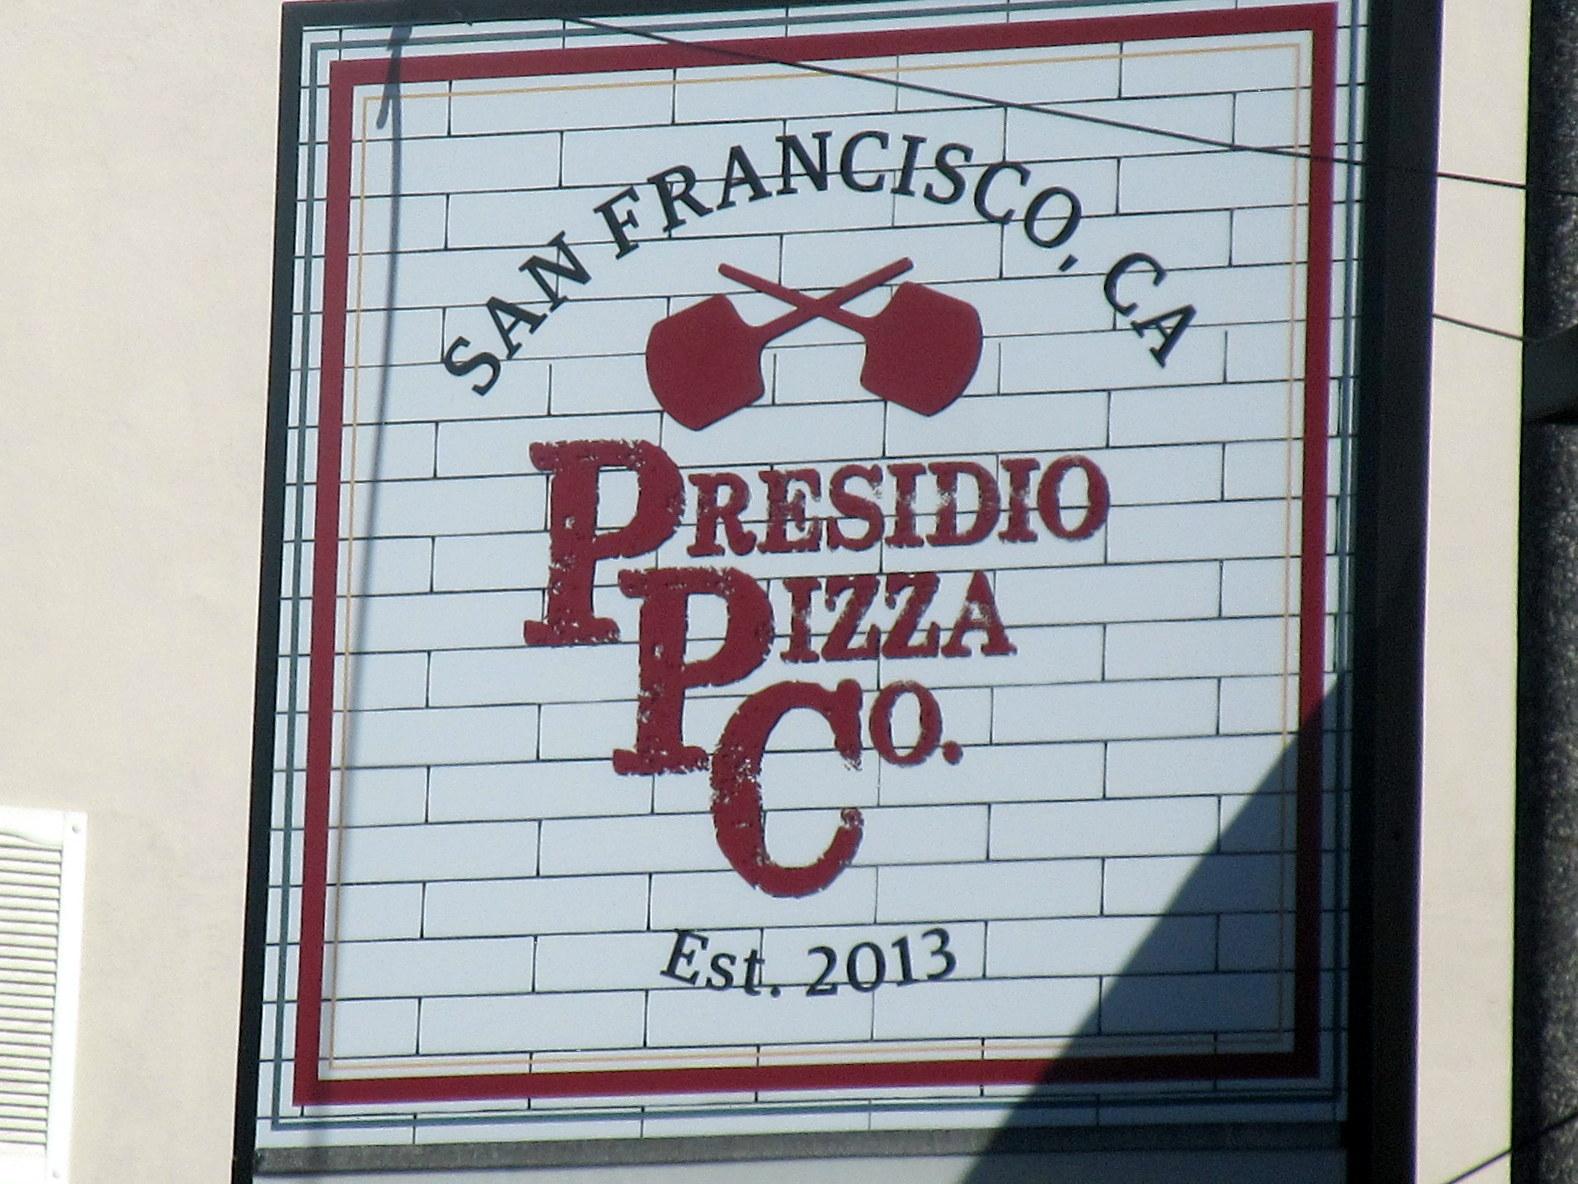 SAN FRANCISCO, CA
PRESIDIO
PIZZA
CO.
Est. 2013